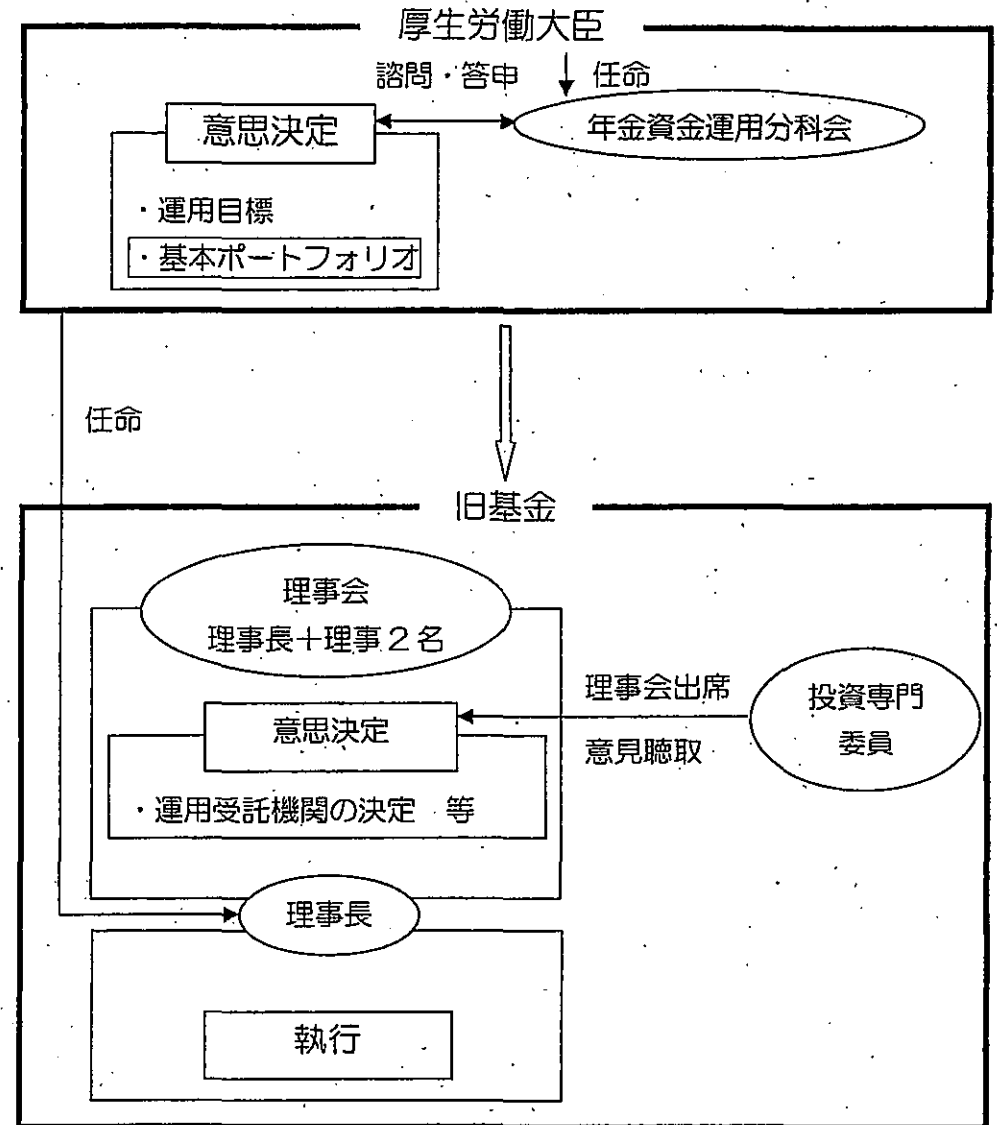 厚生労働大臣
諮問・答申
任命
意思決定
年金資金運用分科会
・運用目標
・基本ポートフォリオ
任命
旧基金
理事会
理事長＋理事２名
理事会出席
投資専門
委員
意思決定
意見聴取
・運用受託機関の決定 等
理事長
執行